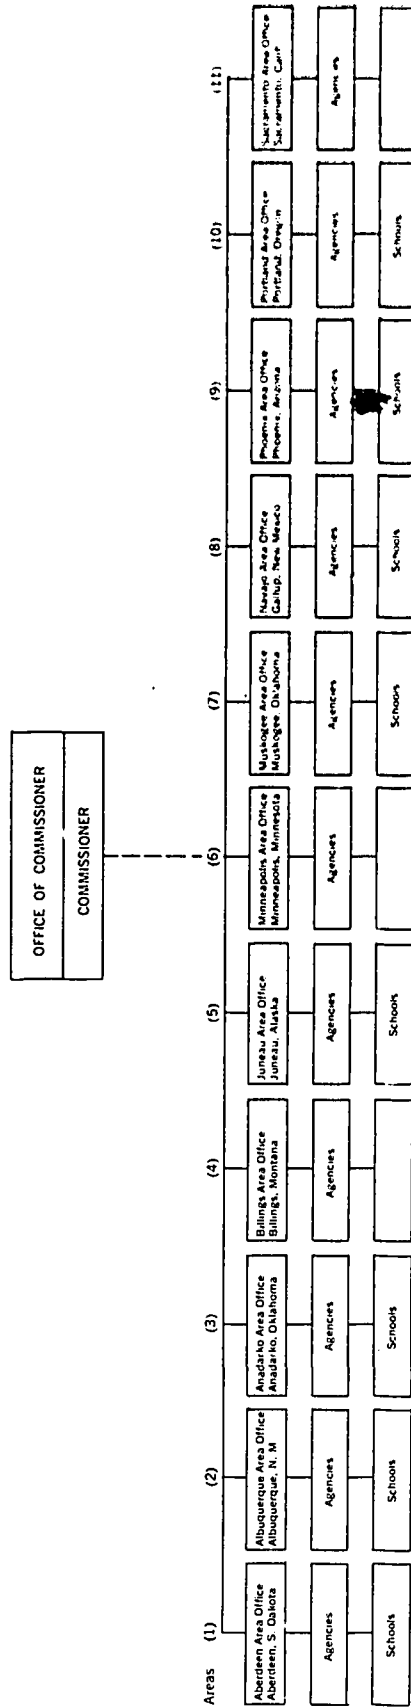 OFFICE OF COMMISSIONER
COMMISSIONER
Areas
(1)
(2)
(3)
(4)
(5)
(6)
(7)
(8)
(9)
(10)
(11)
Aberdeen Area Office
Aberdeen, S. Dakota
Albuquerque Area Office
Albuquerque, N. M
Anadarko Area Office
Anadarko, Oklahoma
Billings Area Office
Billings, Montana
Juneau Area Office
Juneau, Alaska
Minneapolis Area Office
Minneapolis, Minnesota
Muskogee Area Office
Muskogee, Oklahoma
Navajo Area Office
Gallup, New Mexico
Phoenix Area Office
Phoenix, Arizona
Portland Area Office
Portland, Oregon
Sacramento Area Office
Sacramento, Calif
Agencies
Agencies
Agencies
Agencies
Agencies
Agencies
Agencies
Agencies
Agencies
Agencies
Agencies
Schools
Schools
Schools
Schools
Schools
Schools
Schools
Schools